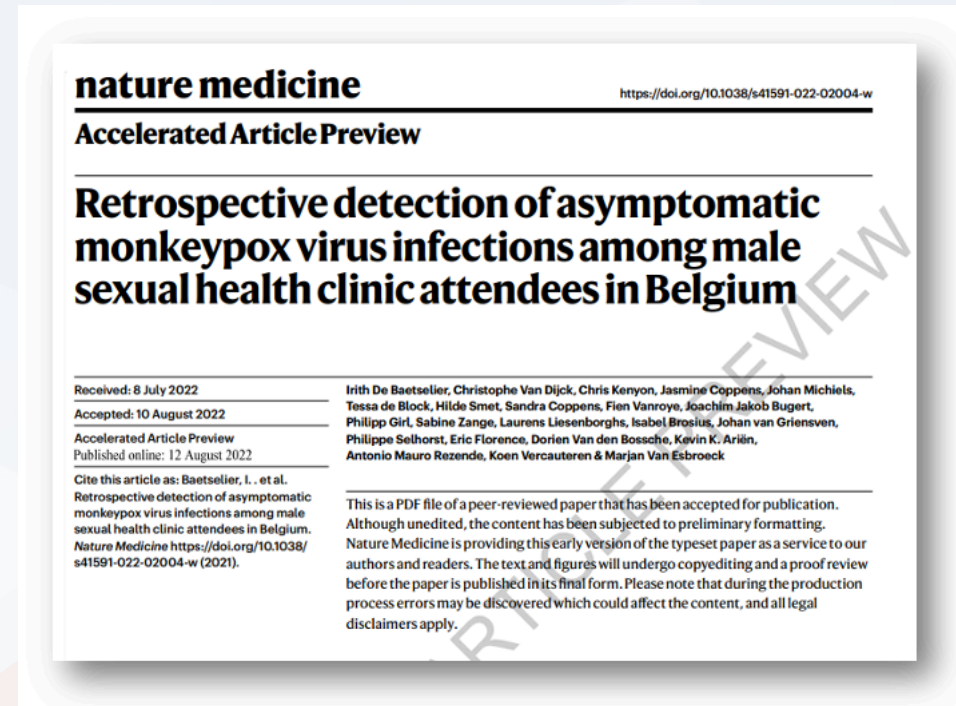 nature medicine
https://doi.org/10.1038/s41591-022-02004-w
Accelerated Article Preview
Retrospective detection of asymptomatic
monkeypox virus infections among male
sexual health clinic attendees in Belgium
Received: 8 July 2022
Accepted: 10 August 2022
Accelerated Article Preview
Published online: 12 August 2022
Cite this article as: Baetselier, I. . et al.
Retrospective detection of asymptomatic
monkeypox virus infections among male
sexual health clinic attendees in Belgium.
Nature Medicine https://doi.org/10.1038/
s41591-022-02004-w (2021).
Irith De Baetselier, Christophe Van Dijck, Chris Kenyon, Jasmine Coppens, Johan Michiels,
Tessa de Block, Hilde Smet, Sandra Coppens, Fien Vanroye, Joachim Jakob Bugert,
Philipp Girl, Sabine Zange, Laurens Liesenborghs, Isabel Brosius, Johan van Griensven,
Philippe Selhorst, Eric Florence, Dorien Van den Bossche, Kevin K. Ariën,
Antonio Mauro Rezende, Koen Vercauteren & Marjan Van Esbroeck
This is a PDF file of a peer-reviewed paper that has been accepted for publication.
Although unedited, the content has been subjected to preliminary formatting.
Nature Medicine is providing this early version of the typeset paper as a service to our
authors and readers. The text and figures will undergo copyediting and a proof review
before the paper is published in its final form. Please note that during the production
process errors may be discovered which could affect the content, and all legal
disclaimers apply.
ARTICLE PREVIEW